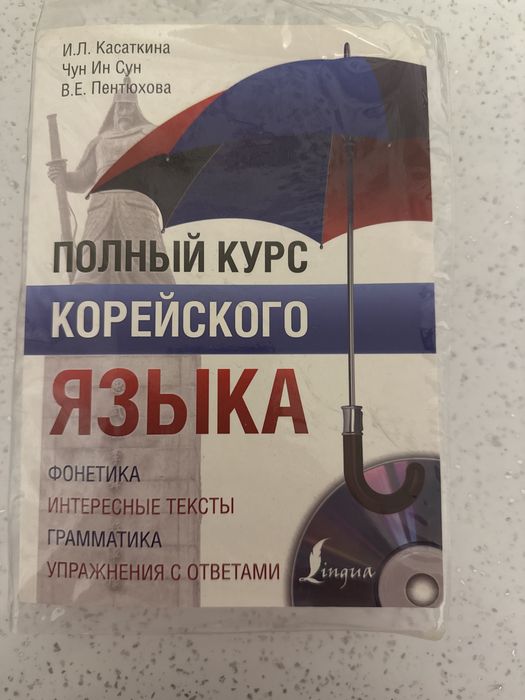 И.Л. Касаткина
Чун Ин Сун
В.Е. Пентюхова
ПОЛНЫЙ КУРС
КОРЕЙСКОГО
ЯЗЫКА
ФОНЕТИКА
ИНТЕРЕСНЫЕ ТЕКСТЫ
ГРАММАТИКА
УПРАЖНЕНИЯ С ОТВЕТАМИ
Lingua